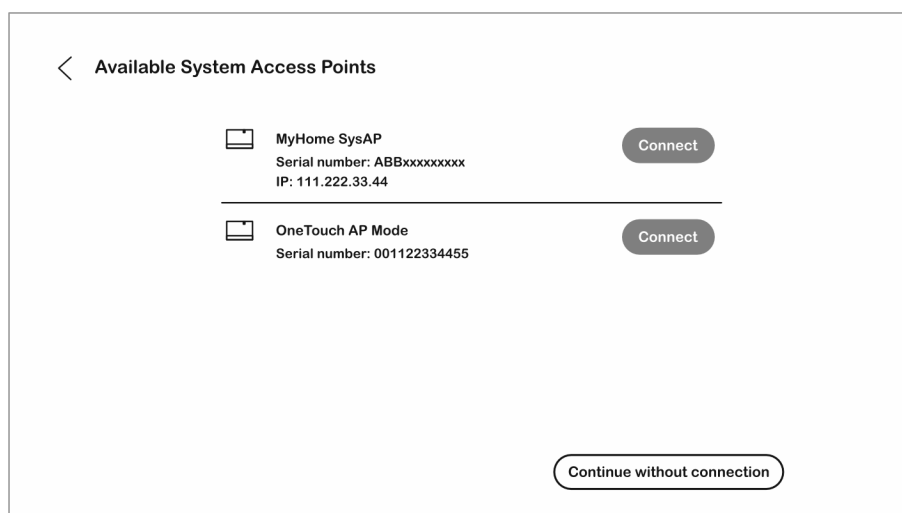 Available System Access Points
MyHome SysAP
Connect
Serial number: ABBxxxxxxxxx
IP: 111.222.33.44
OneTouch AP Mode
Connect
Serial number: 001122334455
Continue without connection